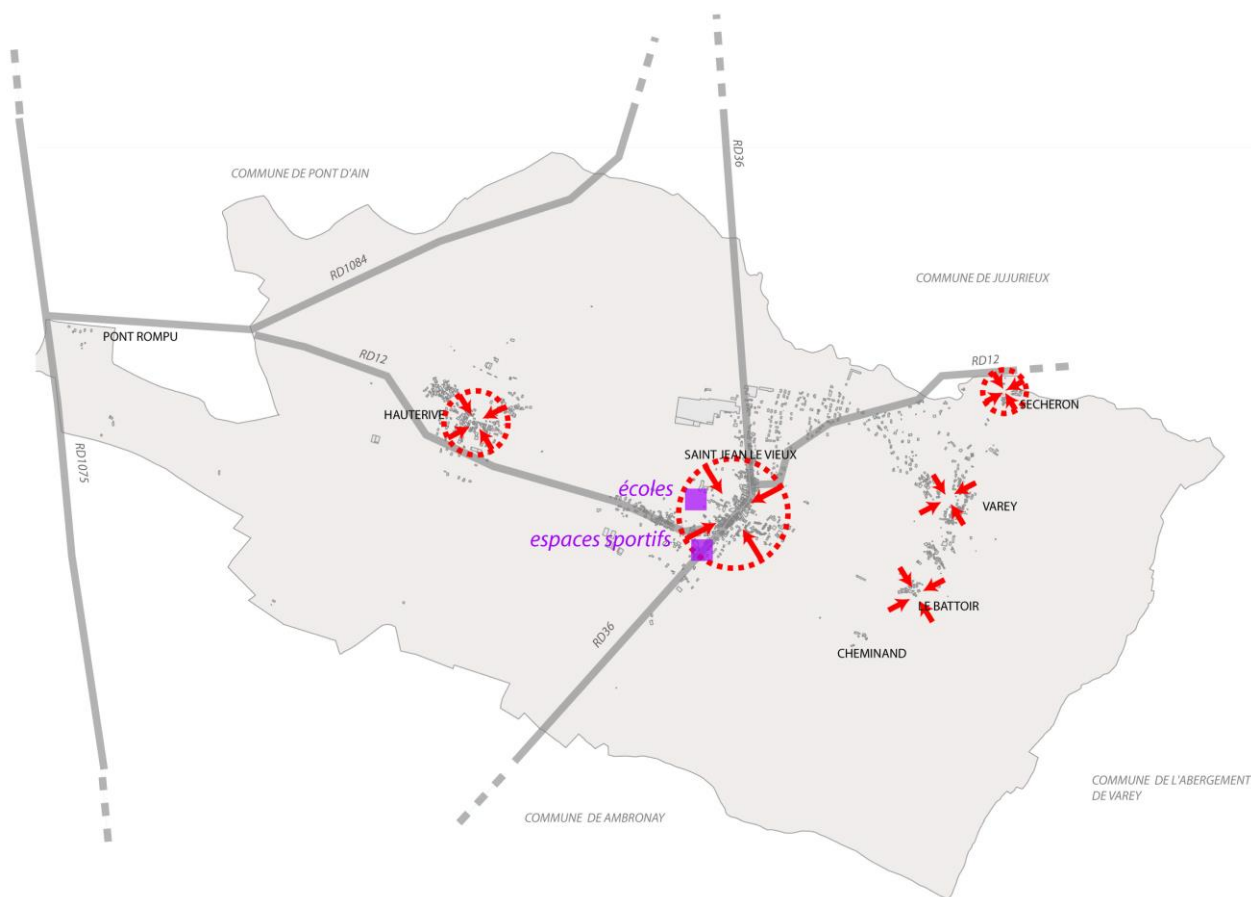 RD36
COMMUNE DE PONT D'AIN
RD1084
COMMUNE DE JUJURIEUX
PONT ROMPU
RD12
RD12
HAUTERIVE
SECHERON
RD1075
SAINT JEAN LE VIEUX
écoles
VAREY
espaces sportifs
LE BATTOIR
RD36
CHEMINAND
COMMUNE DE L'ABERGEMENT
DE VAREY
COMMUNE DE AMBRONAY